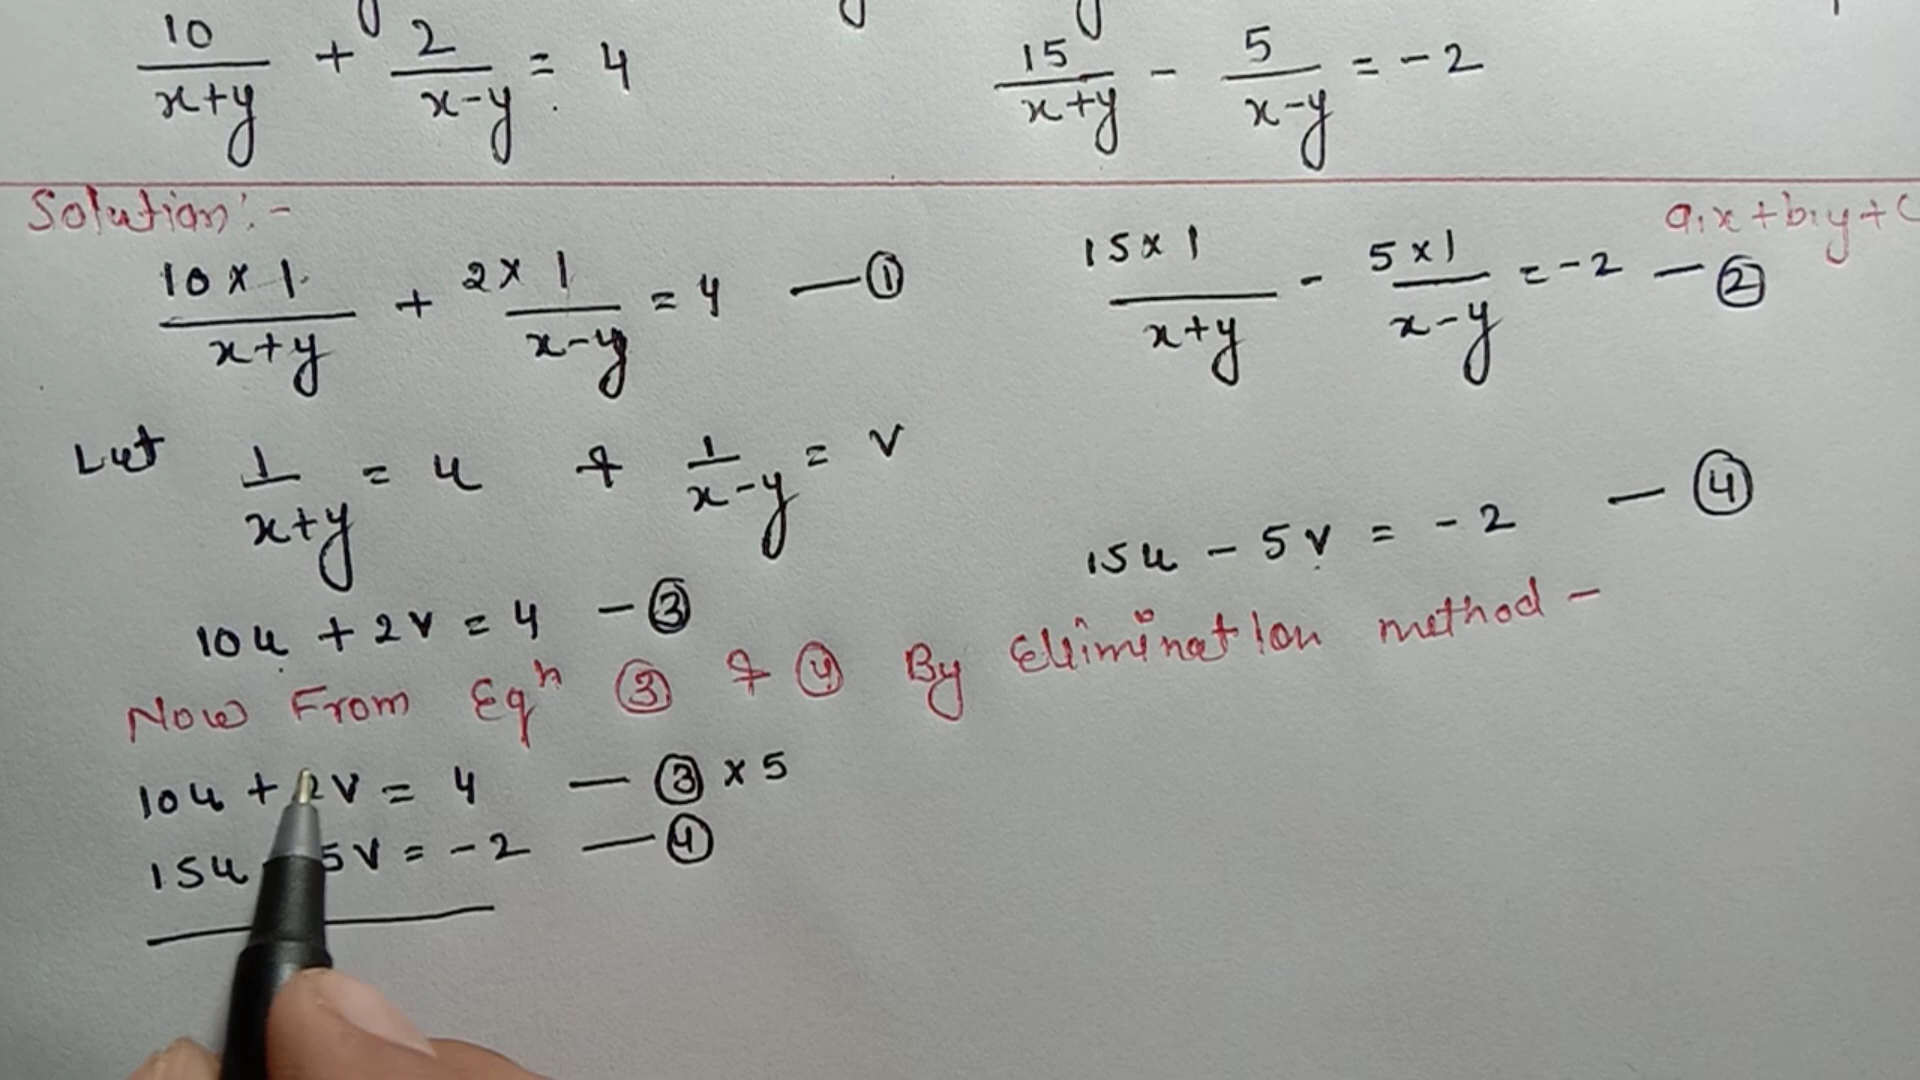 10/(x+y) + 2/(x-y) = 4    15/(x+y) - 5/(x-y) = -2
Solution:-
a₁x+b₁y+c
10×1/(x+y) + 2×1/(x-y) = 4 —①    15×1/(x+y) - 5×1/(x-y) = -2 —②
Let 1/(x+y) = u & 1/(x-y) = v
15u - 5v = -2 —④
10u + 2v = 4 —③
Now From Eqⁿ ③ & ④ By Elimination method -
10u + 2v = 4 — ③ × 5
15u 5v = -2 — ④